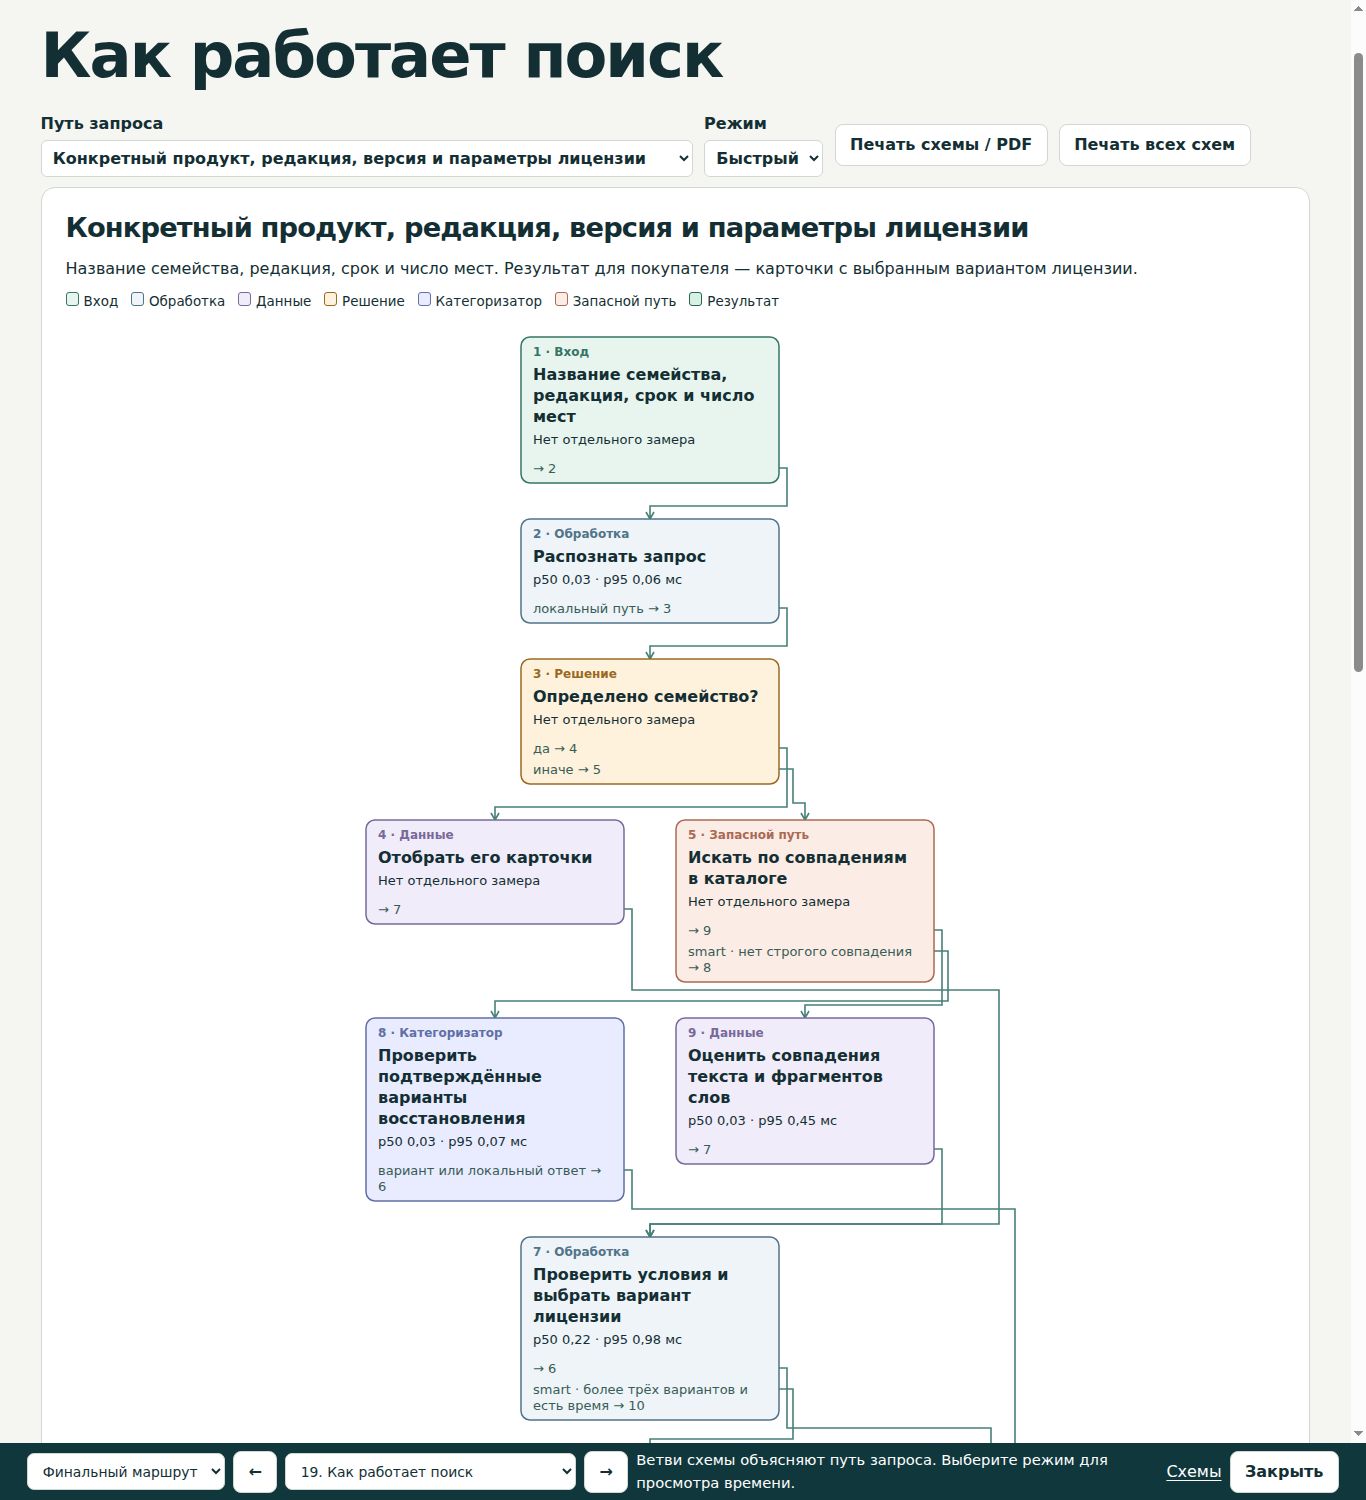 Как работает поиск
Путь запроса
Режим
Конкретный продукт, редакция, версия и параметры лицензии
Быстрый
Печать схемы / PDF
Печать всех схем
Конкретный продукт, редакция, версия и параметры лицензии
Название семейства, редакция, срок и число мест. Результат для покупателя — карточки с выбранным вариантом лицензии.
Вход Обработка Данные Решение Категоризатор Запасной путь Результат
1 · Вход
Название семейства,
редакция, срок и число
мест
Нет отдельного замера
→ 2
2 · Обработка
Распознать запрос
p50 0,03 · p95 0,06 мс
локальный путь → 3
3 · Решение
Определено семейство?
Нет отдельного замера
да → 4
иначе → 5
4 · Данные
Отобрать его карточки
Нет отдельного замера
→ 7
5 · Запасной путь
Искать по совпадениям
в каталоге
Нет отдельного замера
→ 9
smart · нет строгого совпадения
→ 8
8 · Категоризатор
Проверить
подтверждённые
варианты
восстановления
p50 0,03 · p95 0,07 мс
вариант или локальный ответ →
6
9 · Данные
Оценить совпадения
текста и фрагментов
слов
p50 0,03 · p95 0,45 мс
→ 7
7 · Обработка
Проверить условия и
выбрать вариант
лицензии
p50 0,22 · p95 0,98 мс
→ 6
smart · более трёх вариантов и
есть время → 10
Финальный маршрут
←
19. Как работает поиск
→
Ветви схемы объясняют путь запроса. Выберите режим для
просмотра времени.
Схемы
Закрыть